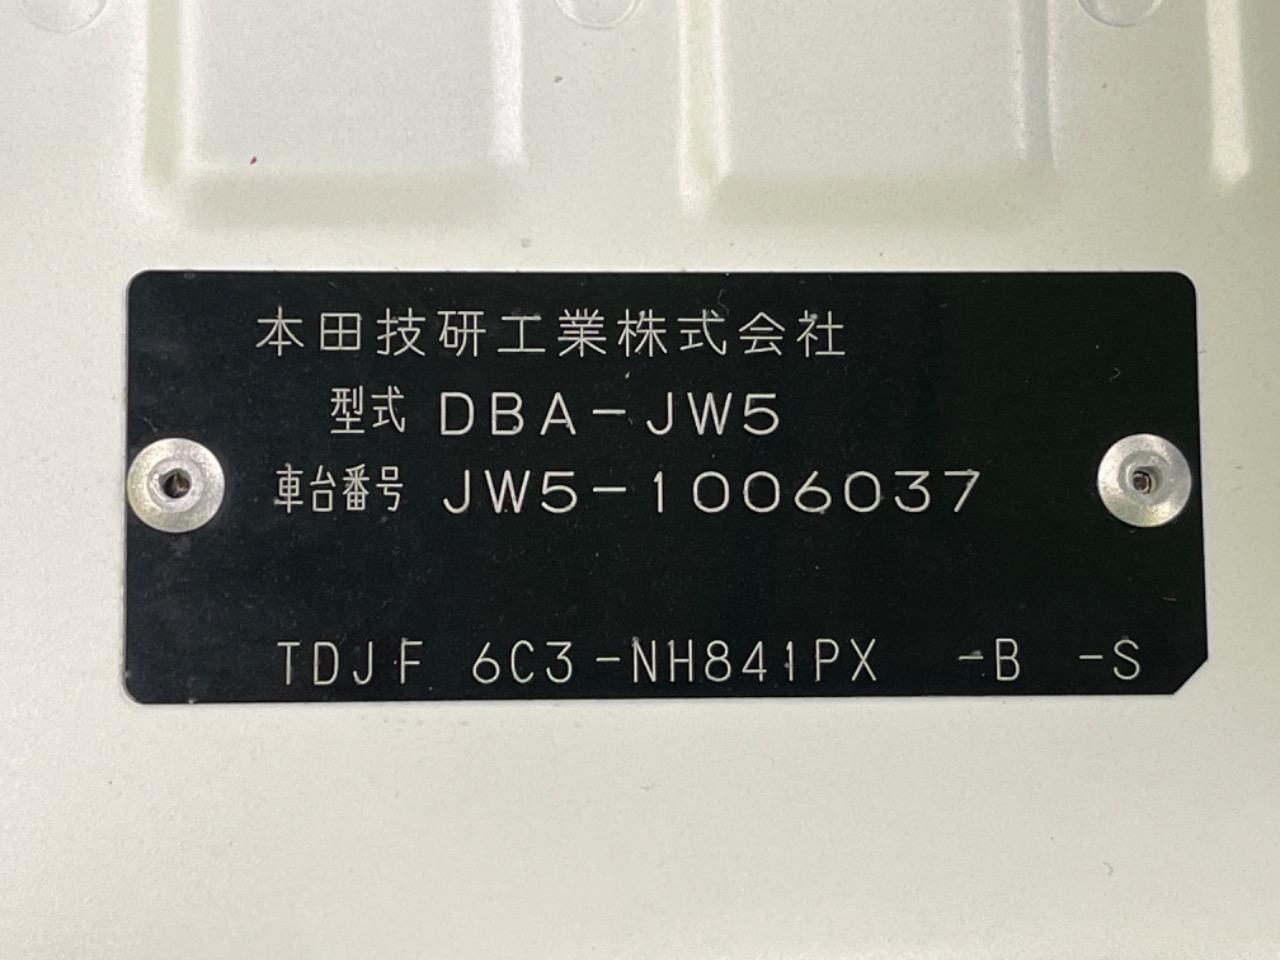 本田技研工業株式会社
型式 DBA-JW5
車台番号 JW5-1006037
TDJF 6C3-NH841PX -B -S